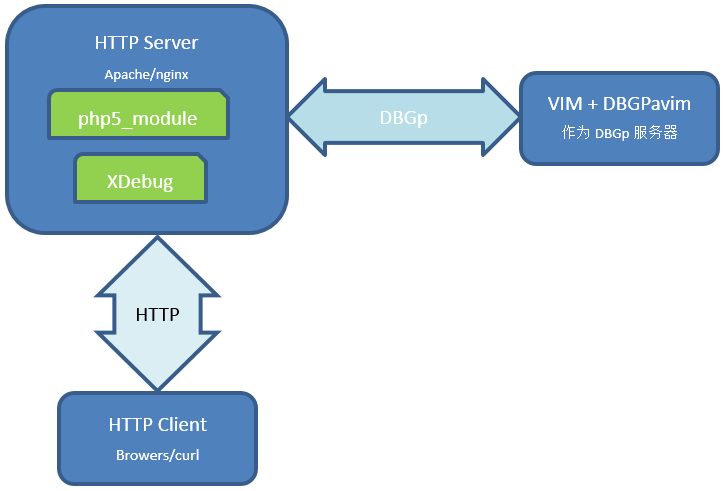 HTTP Server
Apache/nginx
php5_module
XDebug
DBGp
VIM + DBGPavim
作为 DBGp 服务器
HTTP
HTTP Client
Browers/curl